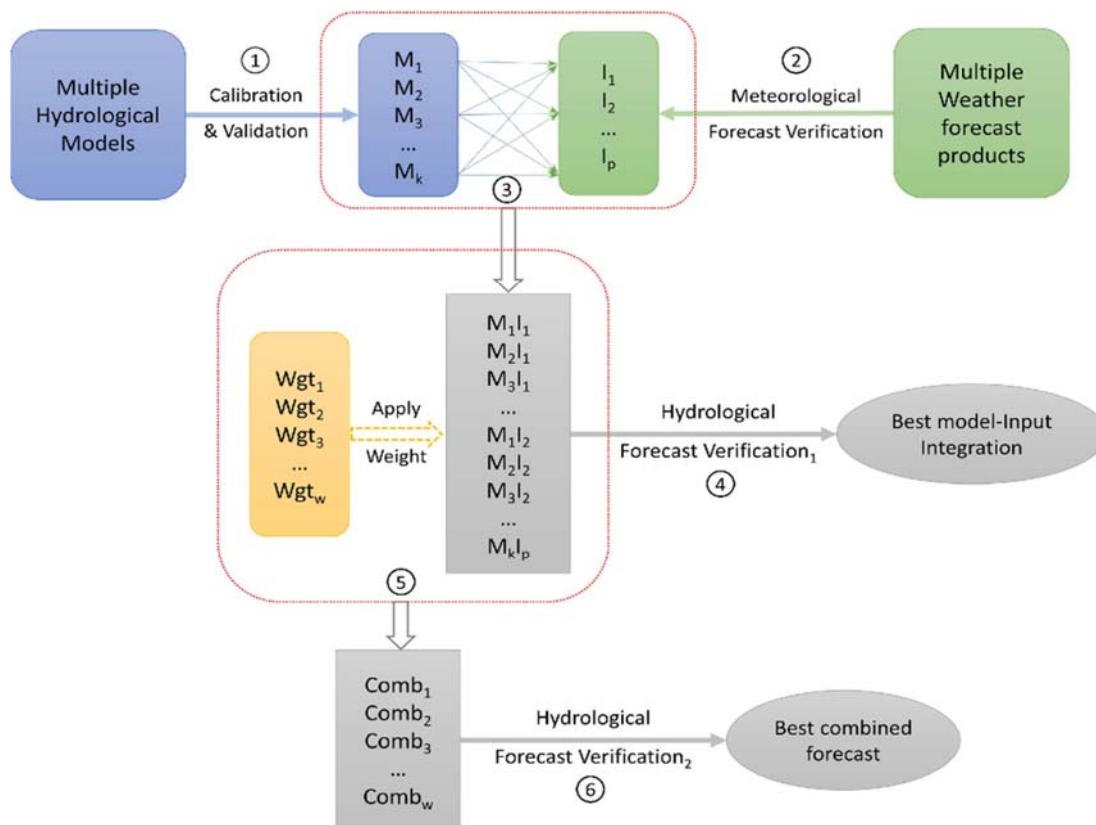 Multiple
Hydrological
Models
①
Calibration
& Validation
M₁
M₂
M₃
...
Mₖ
I₁
I₂
...
Iₚ
②
Meteorological
Forecast Verification
Multiple
Weather
forecast
products
③
Wgt₁
Wgt₂
Wgt₃
...
Wgt_w
Apply
Weight
M₁I₁
M₂I₁
M₃I₁
...
M₁I₂
M₂I₂
M₃I₂
...
MₖIₚ
Hydrological
Forecast Verification₁
④
Best model-Input
Integration
⑤
Comb₁
Comb₂
Comb₃
...
Comb_w
Hydrological
Forecast Verification₂
⑥
Best combined
forecast